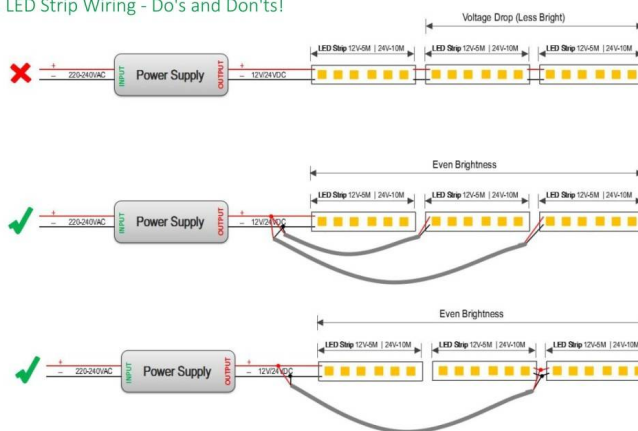 LED Strip Wiring - Do's and Don'ts!
Voltage Drop (Less Bright)
LED Strip 12V-5M | 24V-10M
LED Strip 12V-5M | 24V-10M
LED Strip 12V-5M | 24V-10M
+
– 220-240VAC
INPUT
Power Supply
OUTPUT
+
– 12V/24VDC
Even Brightness
LED Strip 12V-5M | 24V-10M
LED Strip 12V-5M | 24V-10M
LED Strip 12V-5M | 24V-10M
+
– 220-240VAC
INPUT
Power Supply
OUTPUT
+
– 12V/24VDC
Even Brightness
LED Strip 12V-5M | 24V-10M
LED Strip 12V-5M | 24V-10M
LED Strip 12V-5M | 24V-10M
+
– 220-240VAC
INPUT
Power Supply
OUTPUT
+
– 12V/24VDC